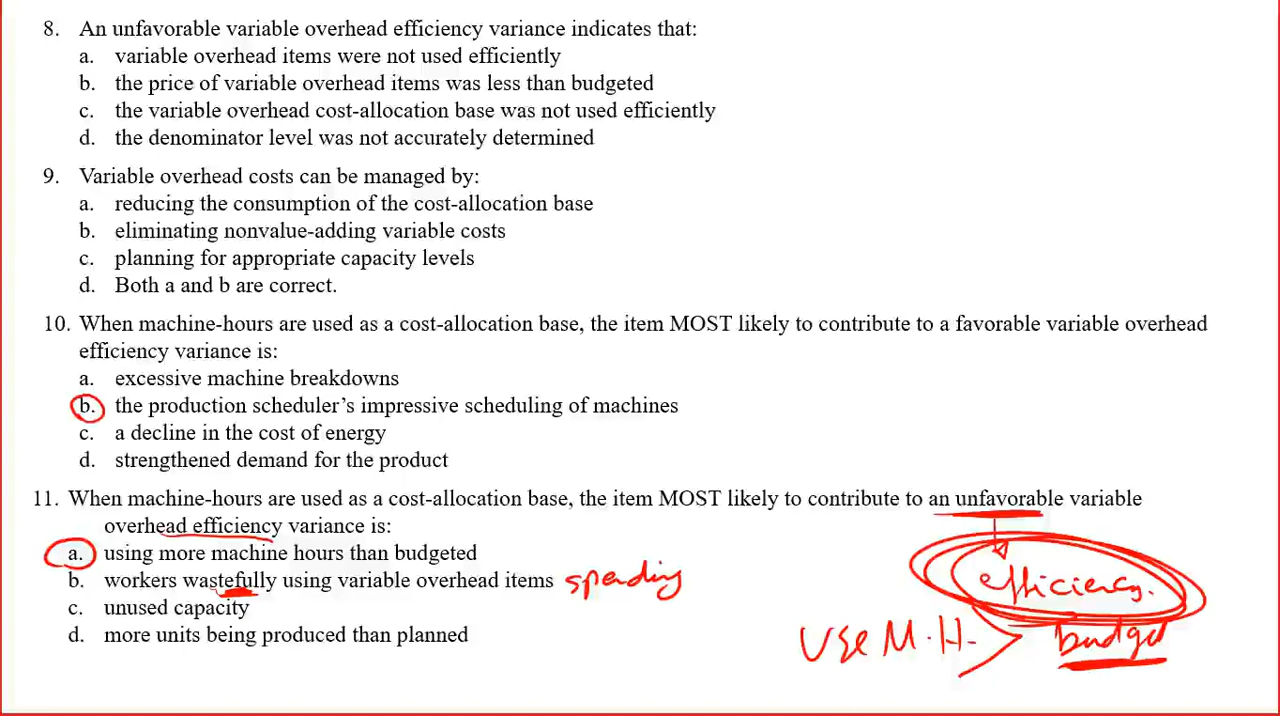 8. An unfavorable variable overhead efficiency variance indicates that:
a. variable overhead items were not used efficiently
b. the price of variable overhead items was less than budgeted
c. the variable overhead cost-allocation base was not used efficiently
d. the denominator level was not accurately determined
9. Variable overhead costs can be managed by:
a. reducing the consumption of the cost-allocation base
b. eliminating nonvalue-adding variable costs
c. planning for appropriate capacity levels
d. Both a and b are correct.
10. When machine-hours are used as a cost-allocation base, the item MOST likely to contribute to a favorable variable overhead
efficiency variance is:
a. excessive machine breakdowns
b. the production scheduler's impressive scheduling of machines
c. a decline in the cost of energy
d. strengthened demand for the product
11. When machine-hours are used as a cost-allocation base, the item MOST likely to contribute to an unfavorable variable
overhead efficiency variance is:
a. using more machine hours than budgeted
b. workers wastefully using variable overhead items spending
c. unused capacity
d. more units being produced than planned
efficiency.
Use M.H. > budget